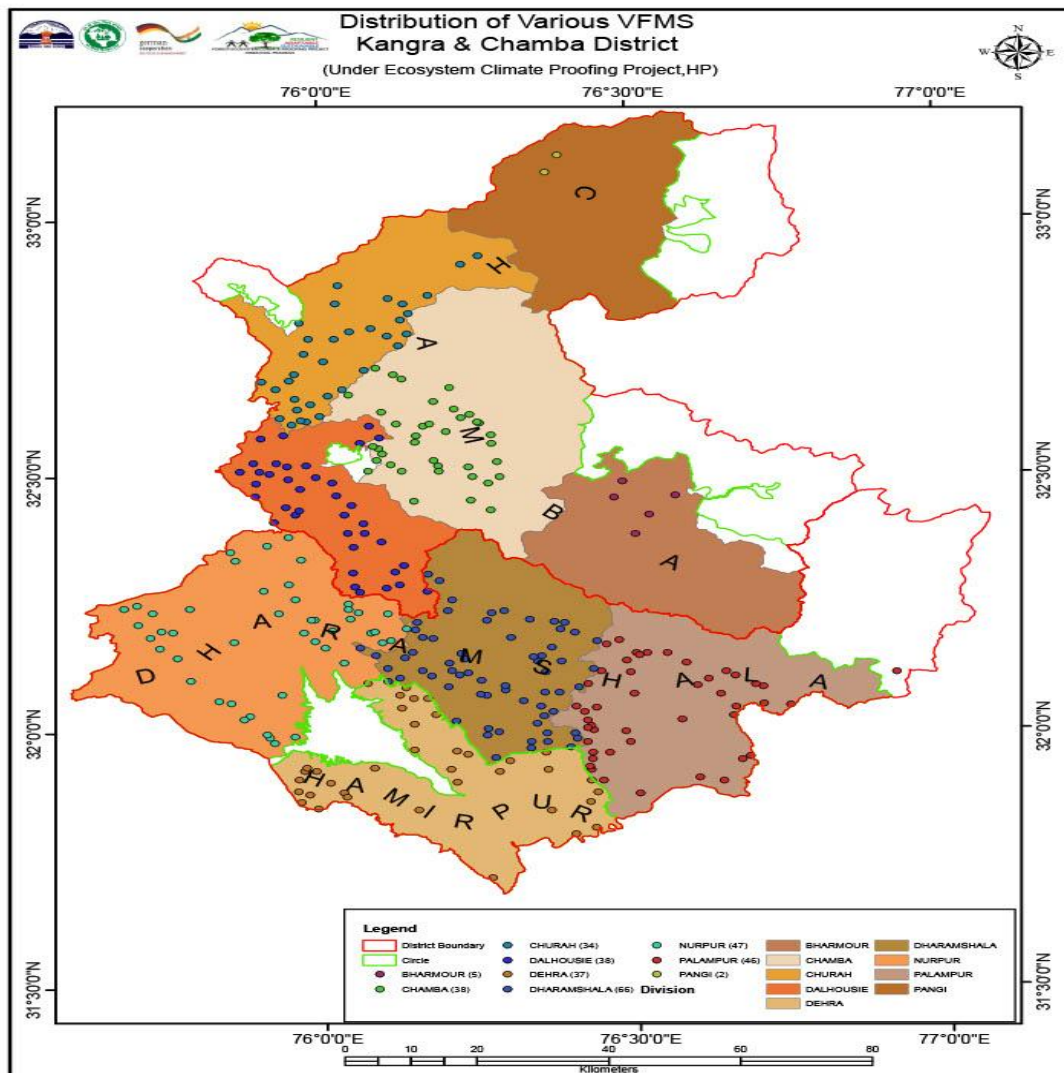 Distribution of Various VFMS
Kangra & Chamba District
(Under Ecosystem Climate Proofing Project,HP)
german
cooperation
N
W E
S
76°0'0"E 76°30'0"E 77°0'0"E
33°0'0"N 33°0'0"N
32°30'0"N 32°30'0"N
32°0'0"N 32°0'0"N
31°30'0"N 31°30'0"N
C H A M B A
D H A R A M S H A L A
H A M I R P U R
Legend
District Boundary
Circle
BHARMOUR (5)
CHAMBA (38)
CHURAH (34)
DALHOUSIE (38)
DEHRA (37)
DHARAMSHALA (66)
NURPUR (47)
PALAMPUR (46)
PANGI (2)
Division
BHARMOUR
CHAMBA
CHURAH
DALHOUSIE
DEHRA
DHARAMSHALA
NURPUR
PALAMPUR
PANGI
76°0'0"E 76°30'0"E 77°0'0"E
0 10 20 40 60 80
Kilometers